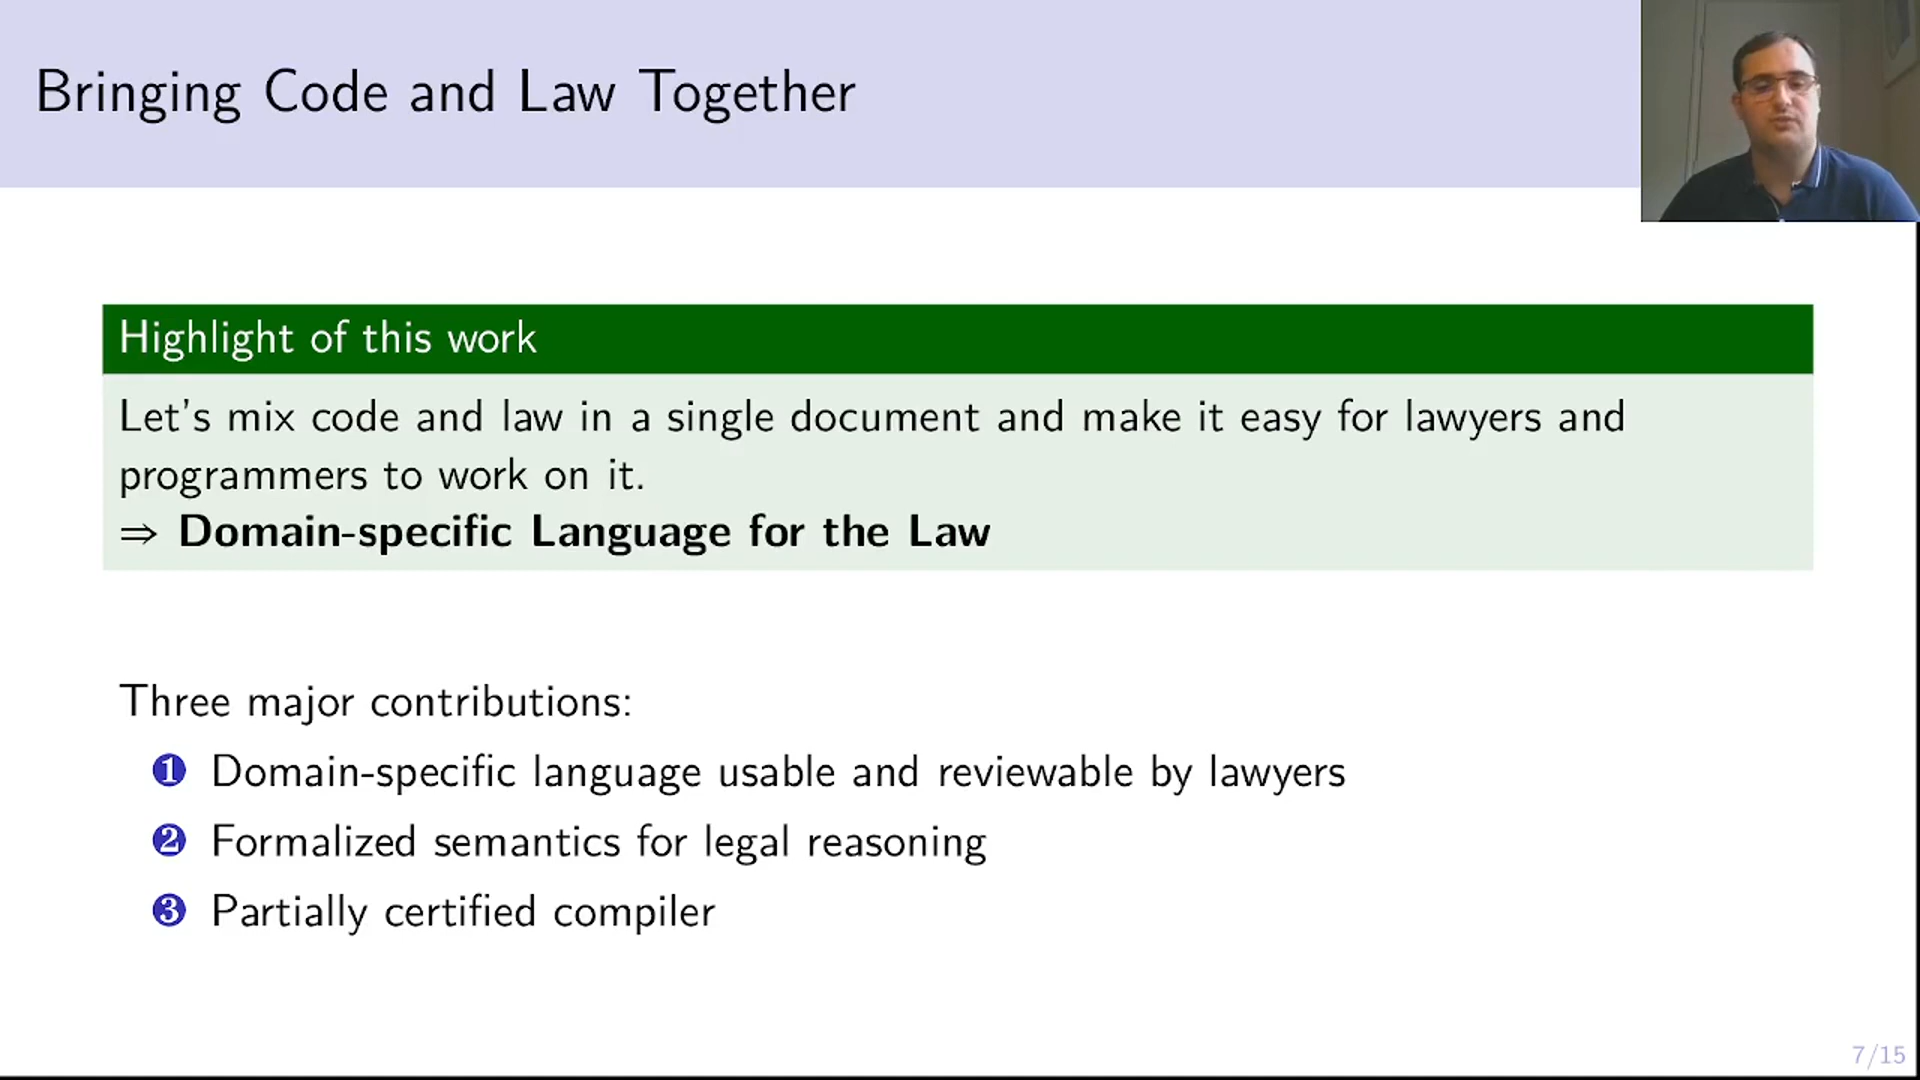 Bringing Code and Law Together
Highlight of this work
Let's mix code and law in a single document and make it easy for lawyers and
programmers to work on it.
⇒ Domain-specific Language for the Law
Three major contributions:
1 Domain-specific language usable and reviewable by lawyers
2 Formalized semantics for legal reasoning
3 Partially certified compiler
7/15